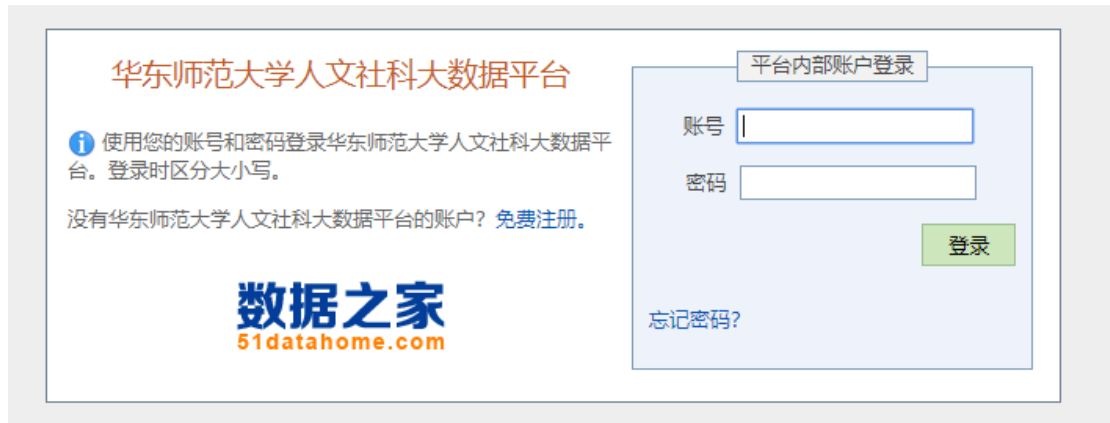 华东师范大学人文社科大数据平台
使用您的账号和密码登录华东师范大学人文社科大数据平
台。登录时区分大小写。
没有华东师范大学人文社科大数据平台的账户？免费注册。
数据之家
51datahome.com
平台内部账户登录
账号
密码
登录
忘记密码?